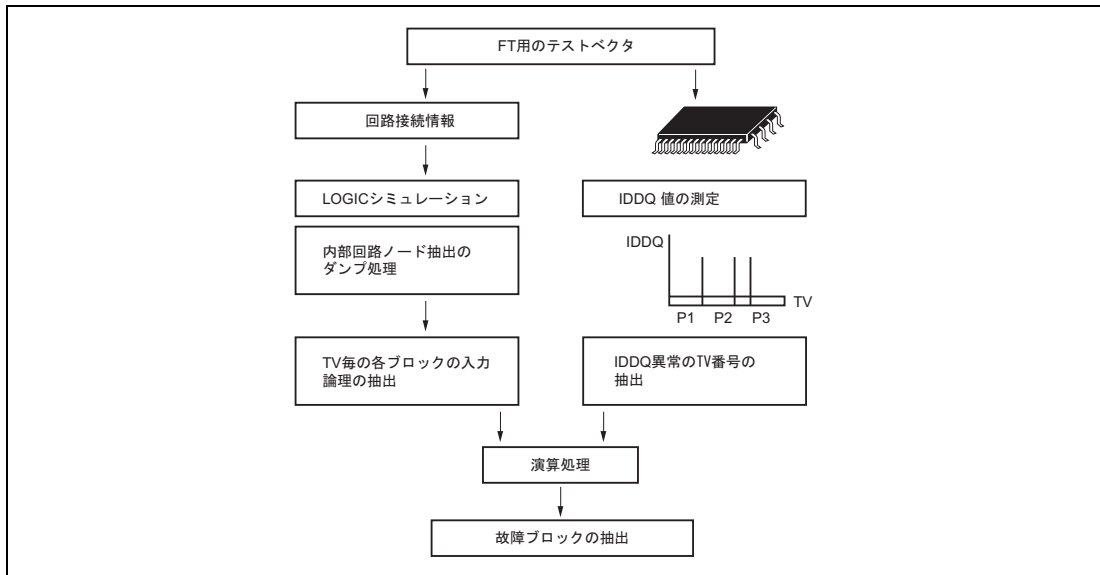 FT用のテストベクタ
回路接続情報
LOGICシミュレーション
内部回路ノード抽出の
ダンプ処理
TV毎の各ブロックの入力
論理の抽出
IDDQ 値の測定
IDDQ
TV
P1 P2 P3
IDDQ異常のTV番号の
抽出
演算処理
故障ブロックの抽出